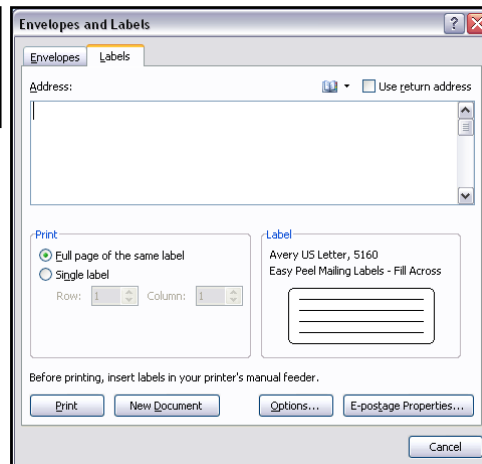 Envelopes and Labels
?
Envelopes Labels
Address: Use return address
Print
Full page of the same label
Single label
Row: 1 Column: 1
Label
Avery US Letter, 5160
Easy Peel Mailing Labels - Fill Across
Before printing, insert labels in your printer's manual feeder.
Print New Document Options... E-postage Properties...
Cancel